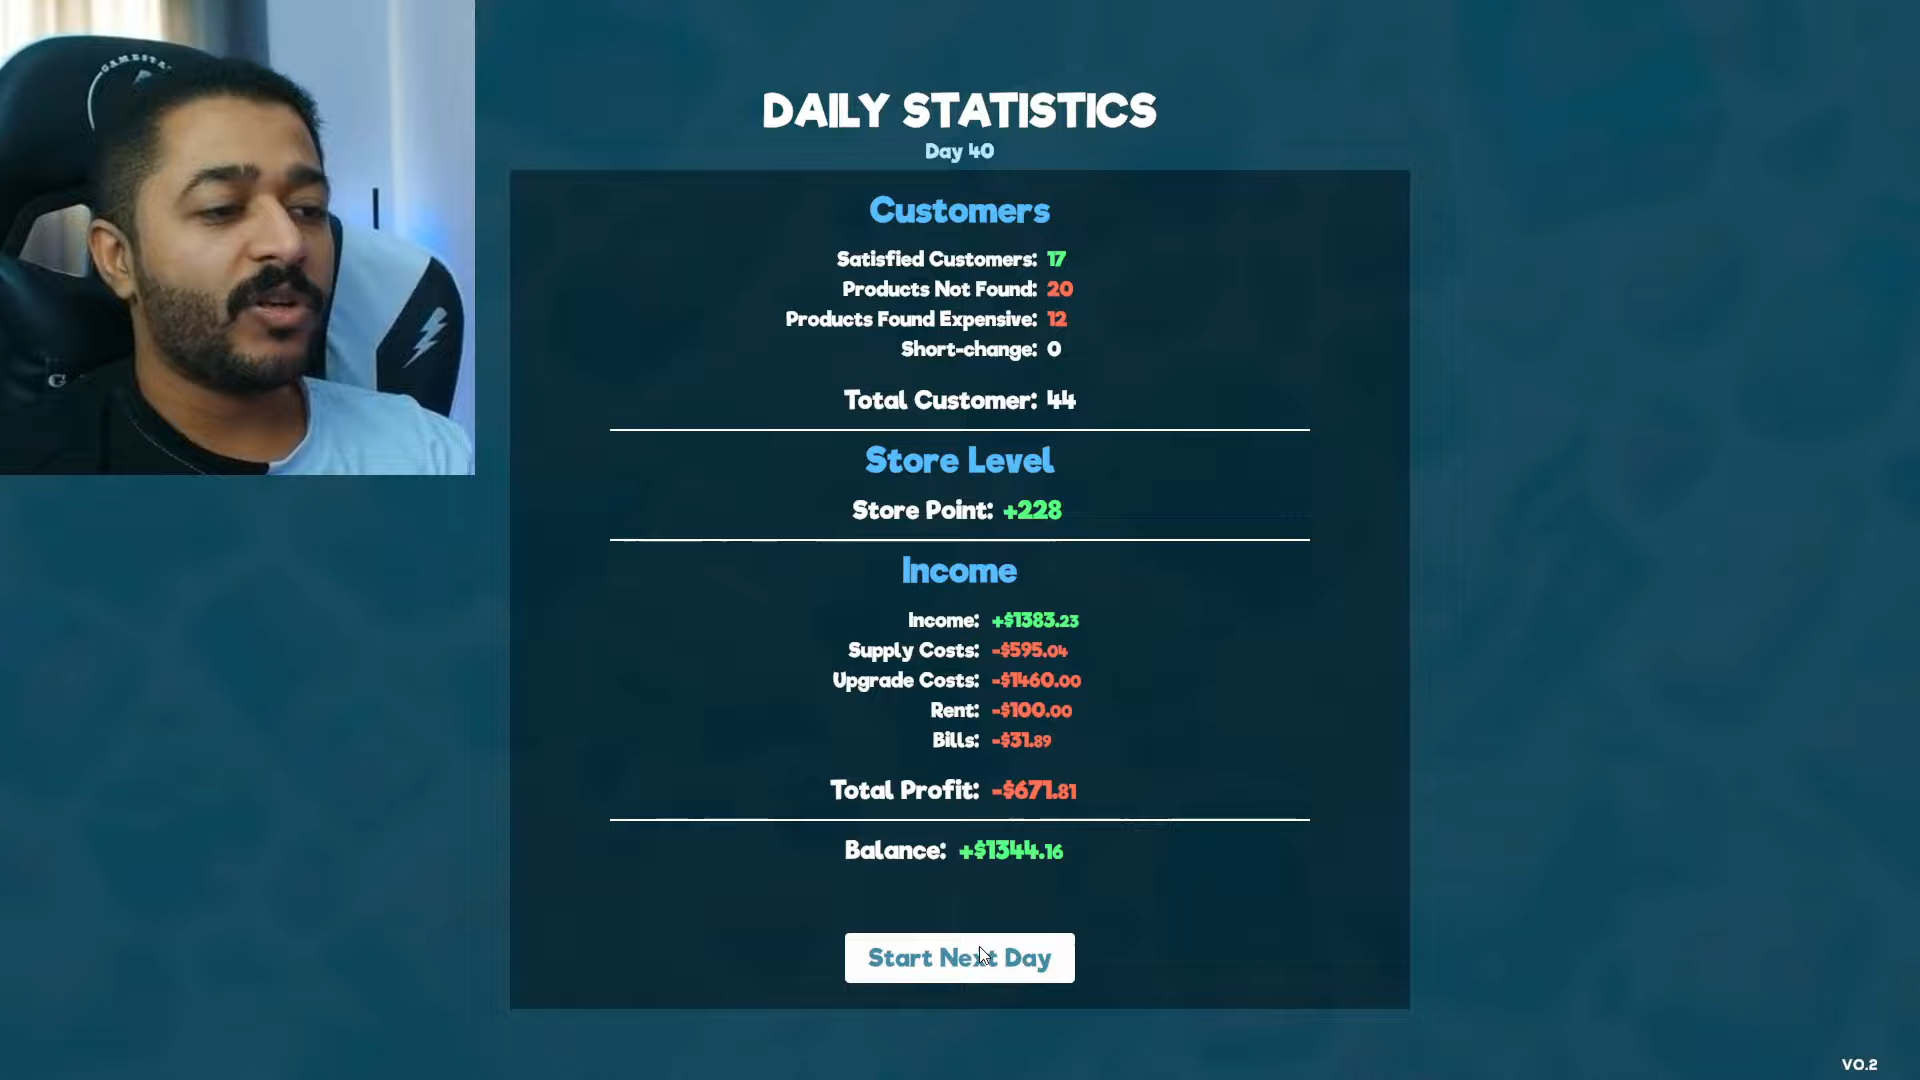 GAMESTA
DAILY STATISTICS
Day 40
Customers
Satisfied Customers: 17
Products Not Found: 20
Products Found Expensive: 12
Short-change: 0
Total Customer: 44
Store Level
Store Point: +228
Income
Income: +$1383.23
Supply Costs: -$595.04
Upgrade Costs: -$1460.00
Rent: -$100.00
Bills: -$31.89
Total Profit: -$671.81
Balance: +$1344.16
Start Next Day
V0.2